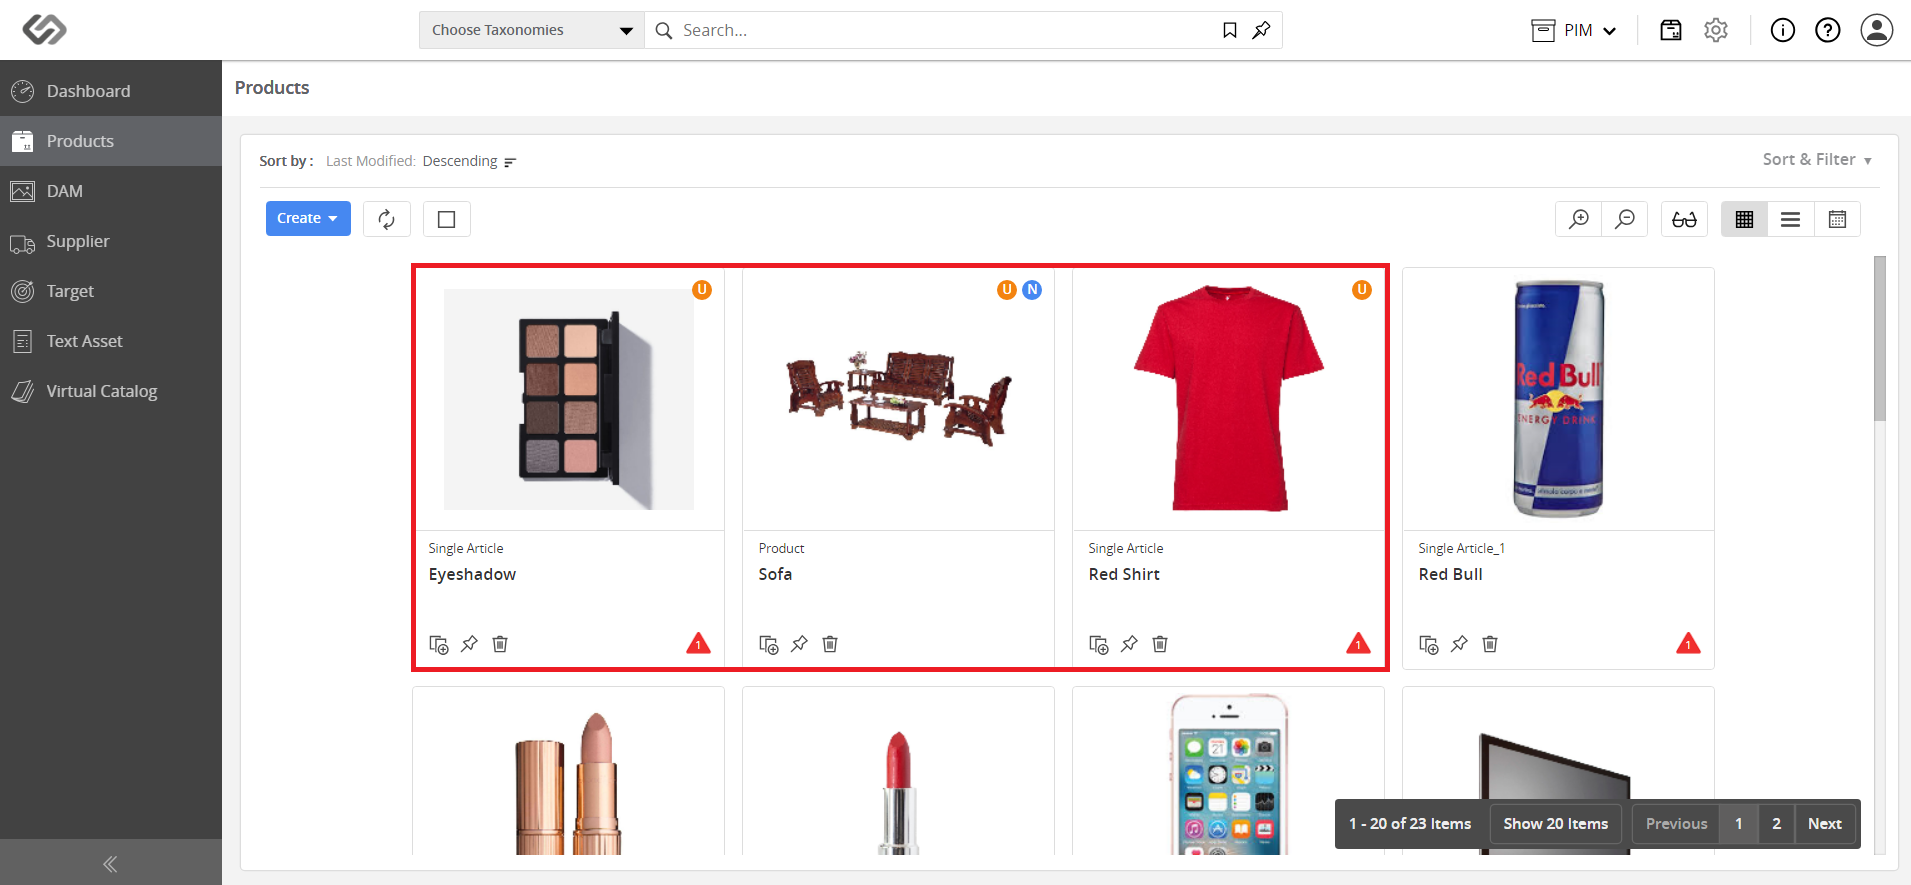 Choose Taxonomies
Search...
PIM
Dashboard
Products
DAM
Supplier
Target
Text Asset
Virtual Catalog
Products
Sort by : Last Modified: Descending
Sort & Filter
Create
U
U N
U
Red Bull
ENERGY DRINK
Single Article
Eyeshadow
1
Product
Sofa
Single Article
Red Shirt
1
Single Article_1
Red Bull
1
21
1 - 20 of 23 Items
Show 20 Items
Previous
1
2
Next